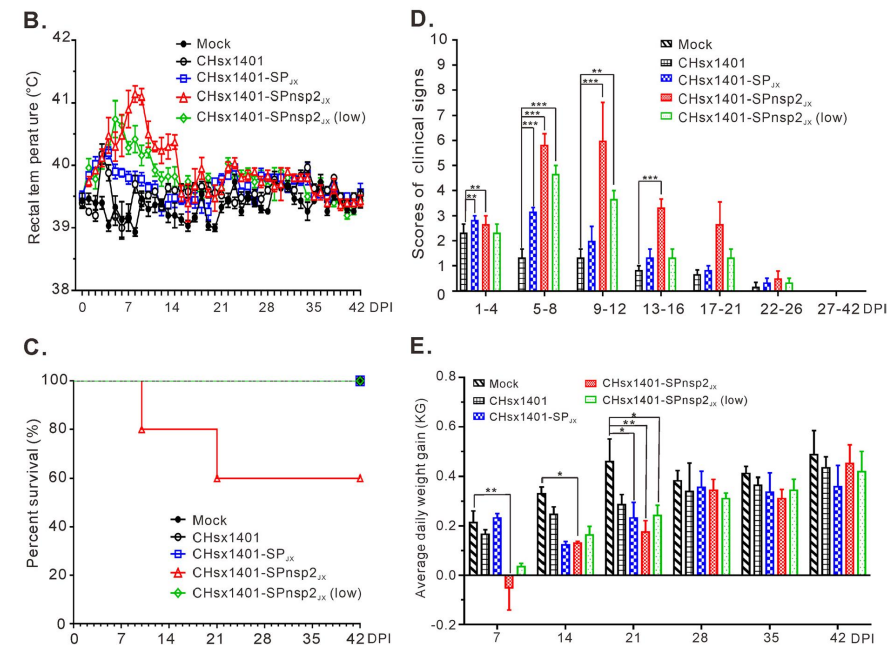 B.
Rectal tem perature (°C)
42
41
40
39
38
0 7 14 21 28 35 42 DPI
Mock
CHsx1401
CHsx1401-SPJX
CHsx1401-SPnsp2JX
CHsx1401-SPnsp2JX (low)
D.
Scores of clinical signs
10
9
8
7
6
5
4
3
2
1
0
1-4 5-8 9-12 13-16 17-21 22-26 27-42 DPI
Mock
CHsx1401
CHsx1401-SPJX
CHsx1401-SPnsp2JX
CHsx1401-SPnsp2JX (low)
**
**
***
***
***
**
***
***
C.
Percent survival (%)
100
80
60
40
20
0
0 7 14 21 28 35 42 DPI
Mock
CHsx1401
CHsx1401-SPJX
CHsx1401-SPnsp2JX
CHsx1401-SPnsp2JX (low)
E.
Average daily weight gain (KG)
0.8
0.6
0.4
0.2
0.0
-0.2
7 14 21 28 35 42 DPI
Mock
CHsx1401
CHsx1401-SPJX
CHsx1401-SPnsp2JX
CHsx1401-SPnsp2JX (low)
**
*
*
**
*